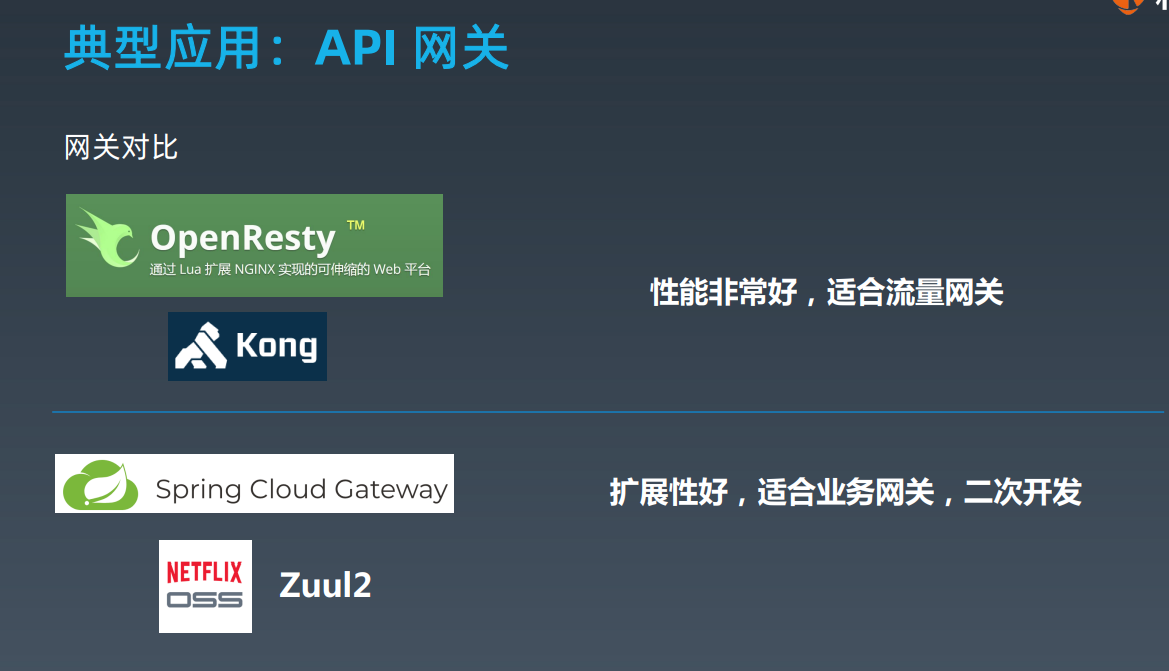 典型应用：API 网关
网关对比
OpenResty ™
通过 Lua 扩展 NGINX 实现的可伸缩的 Web 平台
性能非常好，适合流量网关
Kong
Spring Cloud Gateway
扩展性好，适合业务网关，二次开发
NETFLIX
OSS
Zuul2